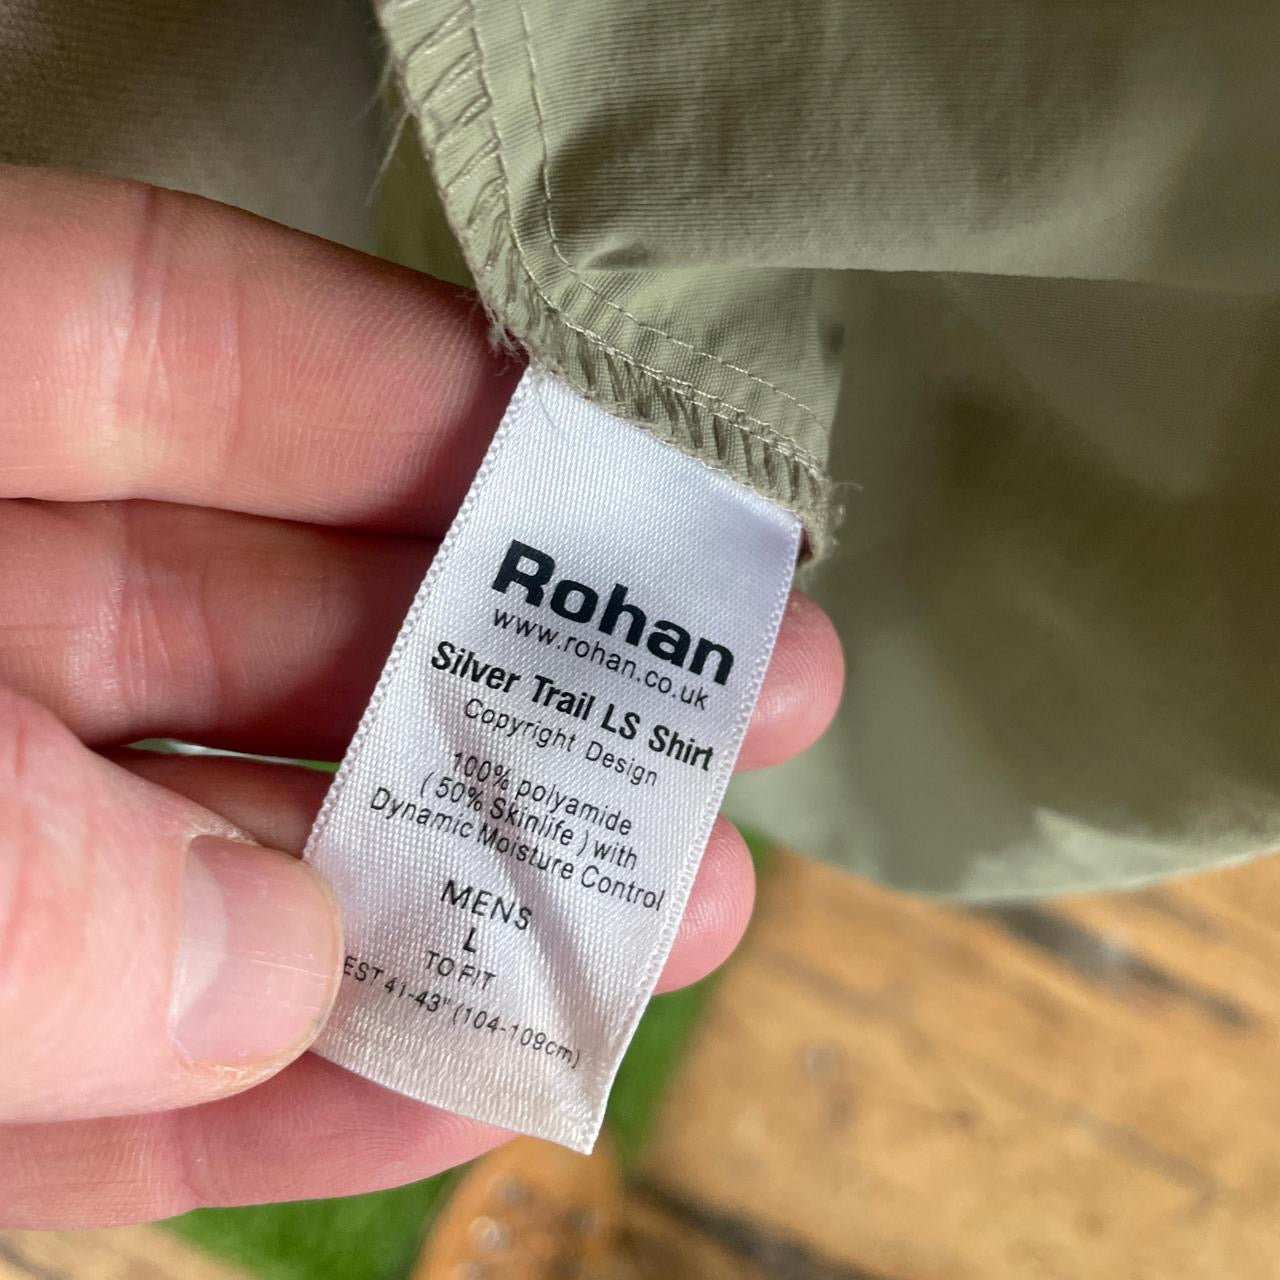 Rohan
www.rohan.co.uk
Silver Trail LS Shirt
Copyright Design
100% polyamide
( 50% Skinlife ) with
Dynamic Moisture Control
MENS
L
TO FIT
EST 41-43" (104-109cm)